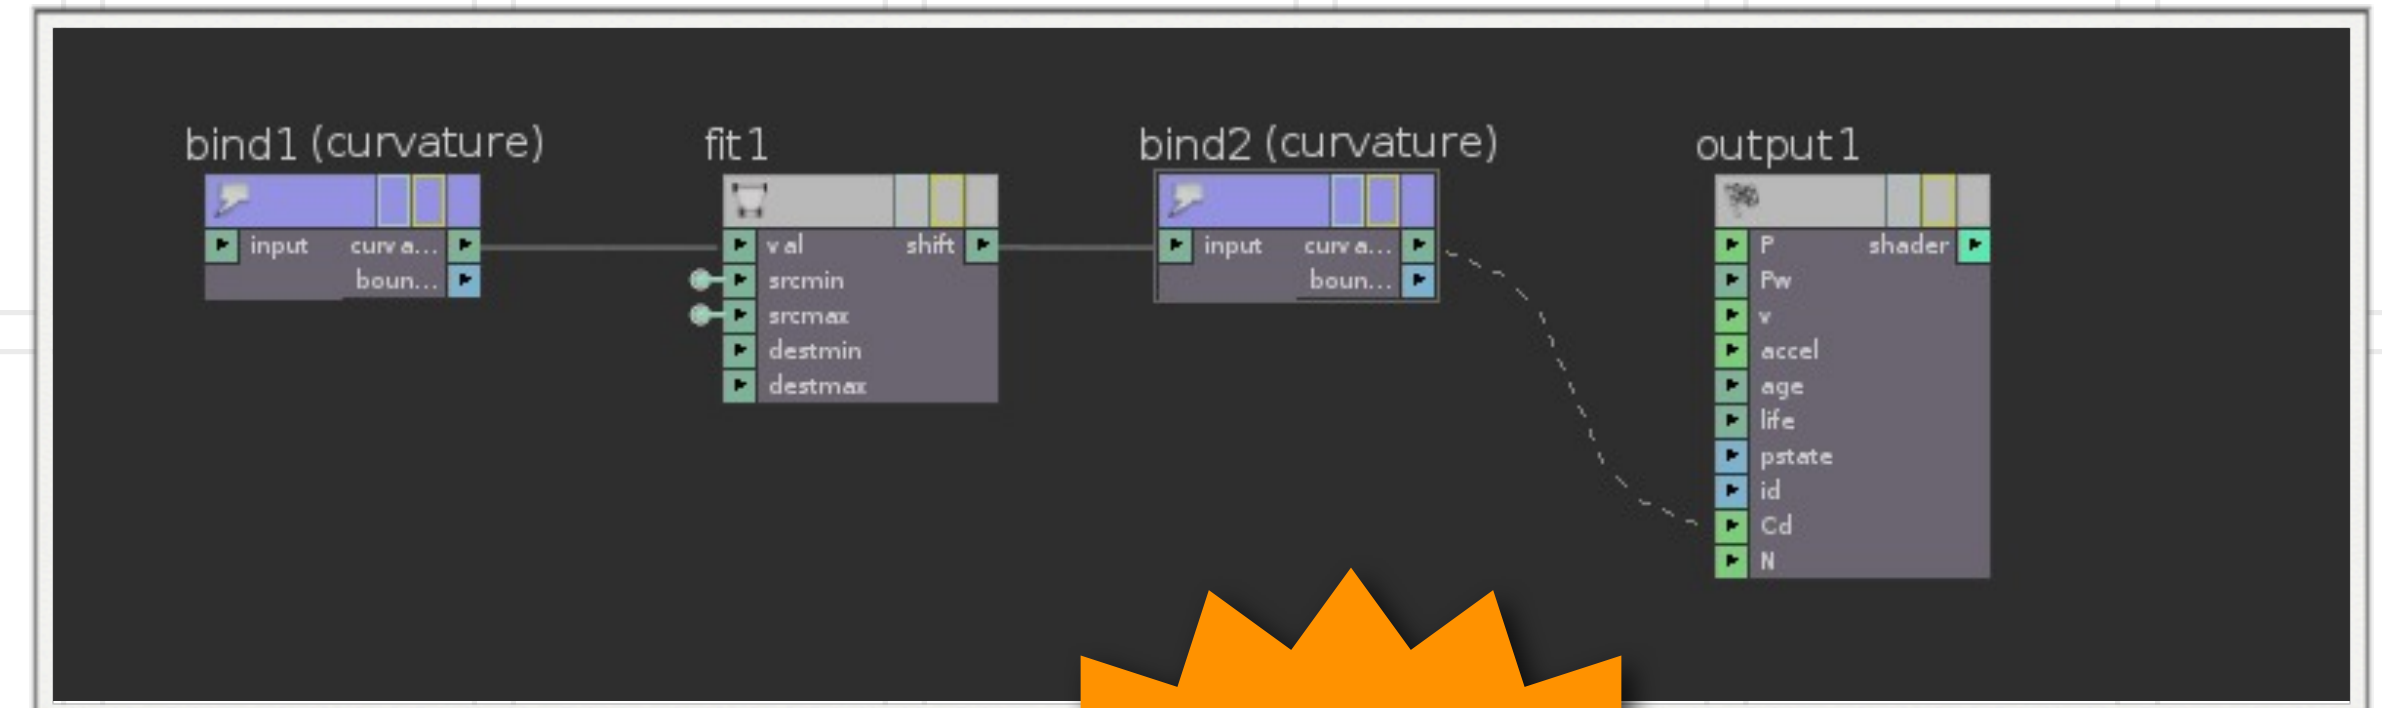 bind1 (curvature)
fit1
bind2 (curvature)
output1
input curva...
boun...
val shift
srcmin
srcmax
destmin
destmax
input curva...
boun...
P shader
Pw
v
accel
age
life
pstate
id
Cd
N